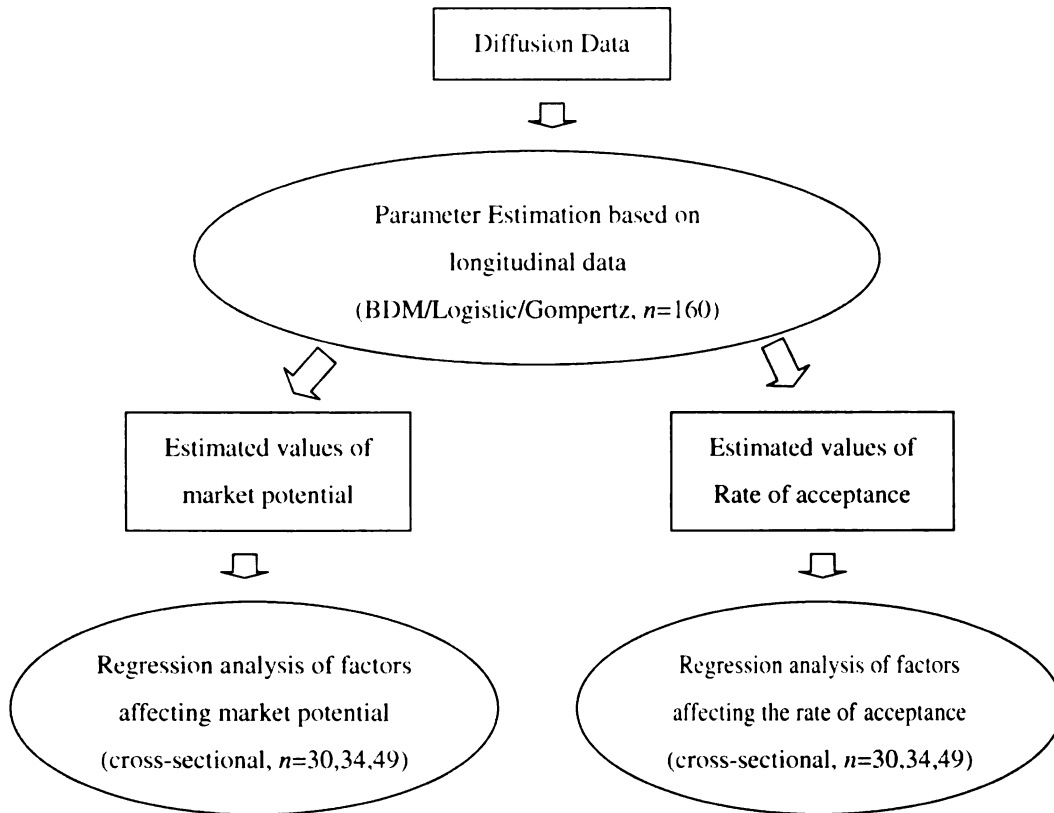 Diffusion Data
Parameter Estimation based on
longitudinal data
(BDM/Logistic/Gompertz, n=160)
Estimated values of
market potential
Estimated values of
Rate of acceptance
Regression analysis of factors
affecting market potential
(cross-sectional, n=30,34,49)
Regression analysis of factors
affecting the rate of acceptance
(cross-sectional, n=30,34,49)